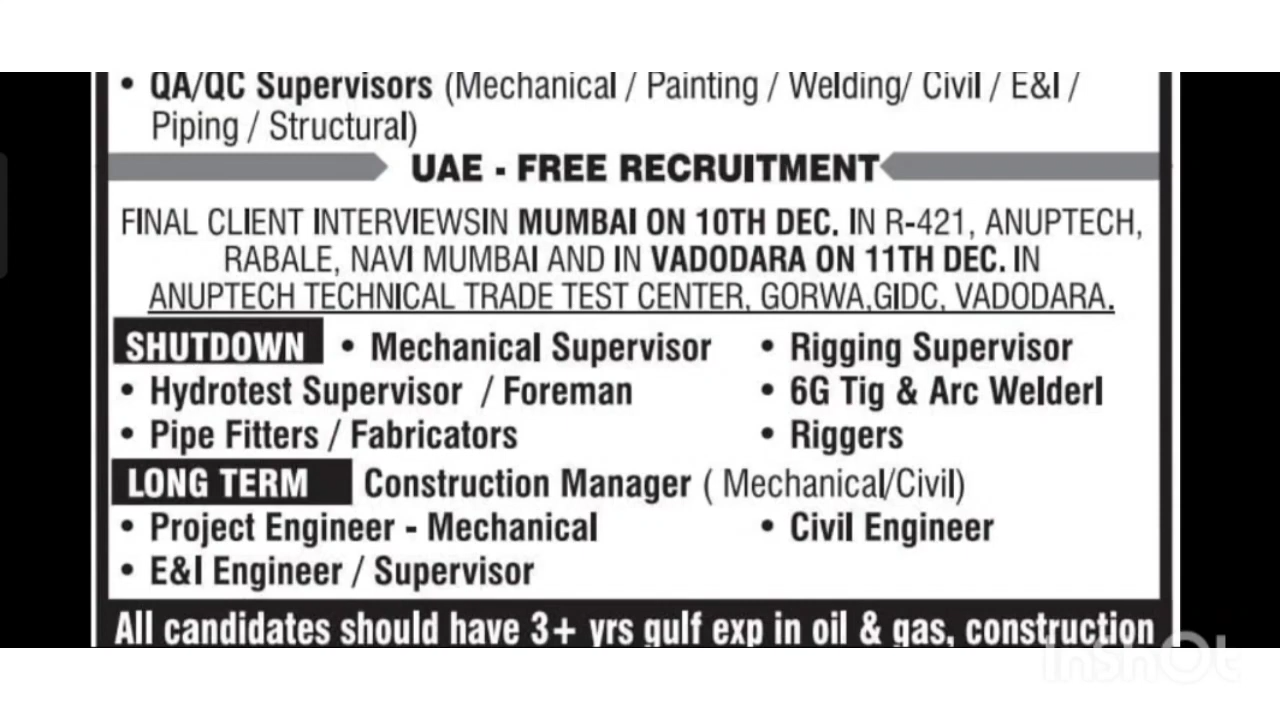 • QA/QC Supervisors (Mechanical / Painting / Welding/ Civil / E&I /
Piping / Structural)
UAE - FREE RECRUITMENT
FINAL CLIENT INTERVIEWSIN MUMBAI ON 10TH DEC. IN R-421, ANUPTECH,
RABALE, NAVI MUMBAI AND IN VADODARA ON 11TH DEC. IN
ANUPTECH TECHNICAL TRADE TEST CENTER, GORWA,GIDC, VADODARA.
SHUTDOWN • Mechanical Supervisor • Rigging Supervisor
• Hydrotest Supervisor / Foreman • 6G Tig & Arc Welderl
• Pipe Fitters / Fabricators • Riggers
LONG TERM Construction Manager ( Mechanical/Civil)
• Project Engineer - Mechanical • Civil Engineer
• E&I Engineer / Supervisor
All candidates should have 3+ yrs gulf exp in oil & gas, construction
InShOt